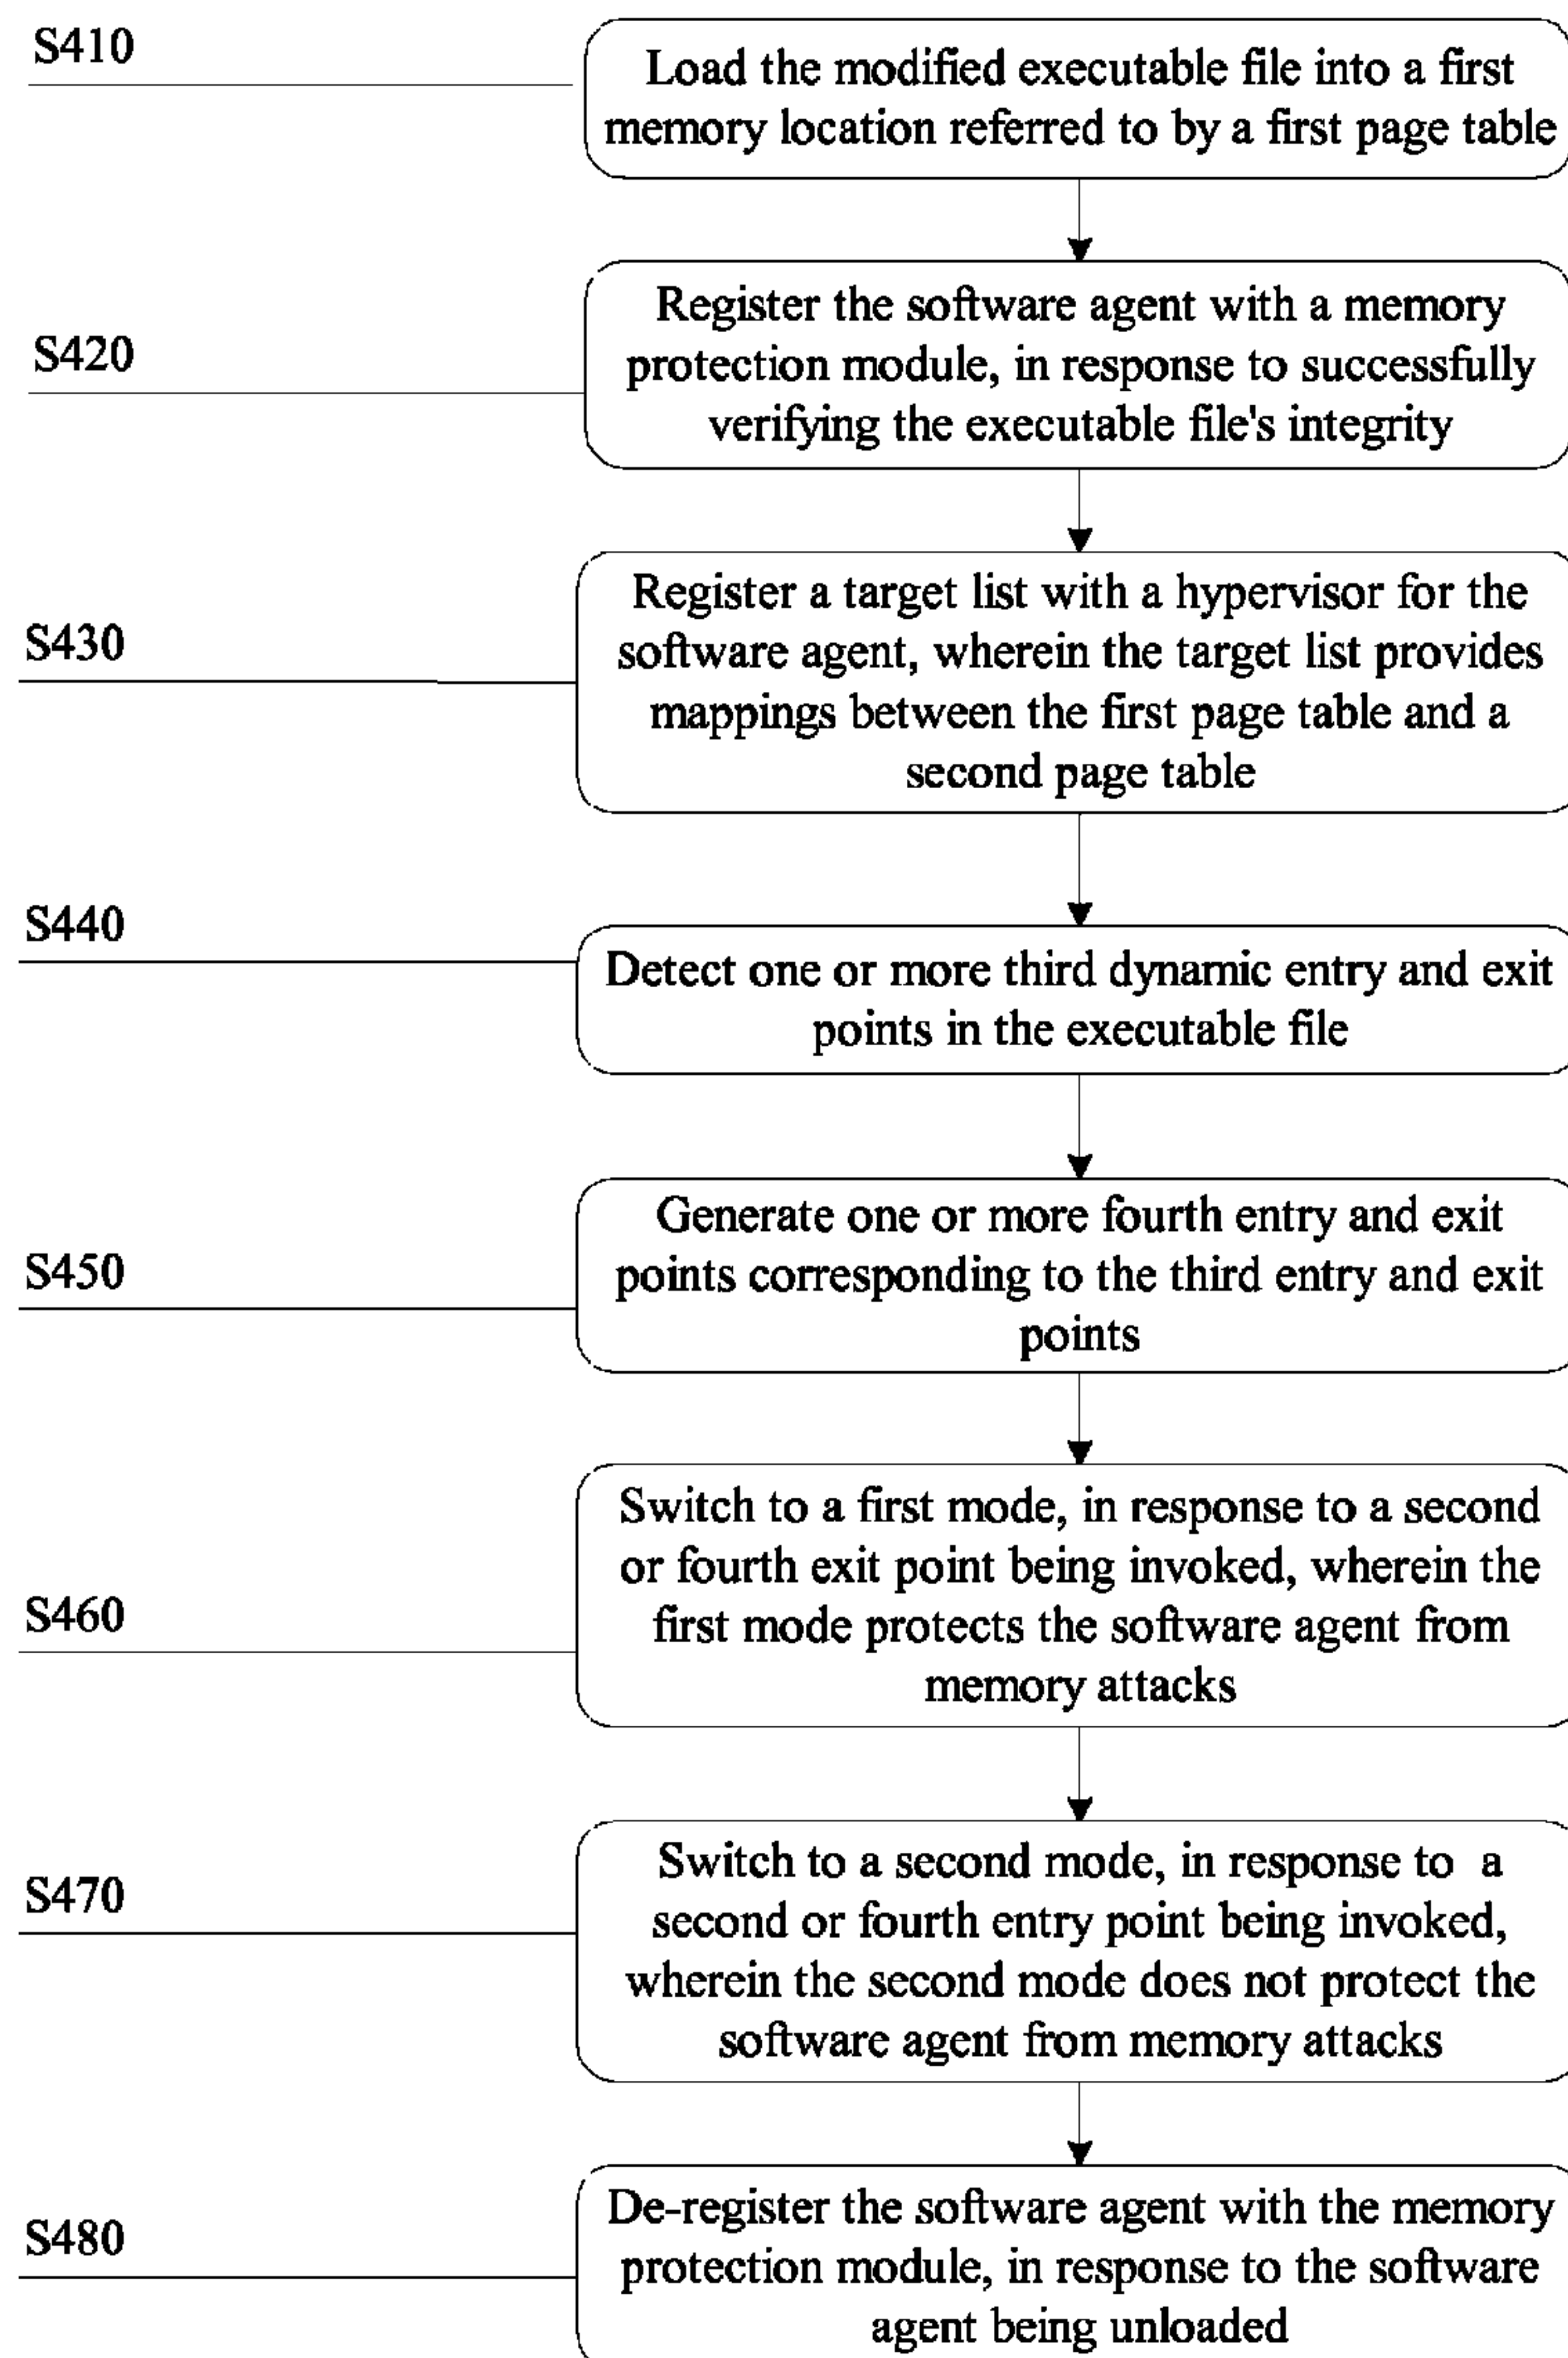 S410
Load the modified executable file into a first
memory location referred to by a first page table
S420
Register the software agent with a memory
protection module, in response to successfully
verifying the executable file's integrity
S430
Register a target list with a hypervisor for the
software agent, wherein the target list provides
mappings between the first page table and a
second page table
S440
Detect one or more third dynamic entry and exit
points in the executable file
S450
Generate one or more fourth entry and exit
points corresponding to the third entry and exit
points
S460
Switch to a first mode, in response to a second
or fourth exit point being invoked, wherein the
first mode protects the software agent from
memory attacks
S470
Switch to a second mode, in response to a
second or fourth entry point being invoked,
wherein the second mode does not protect the
software agent from memory attacks
S480
De-register the software agent with the memory
protection module, in response to the software
agent being unloaded